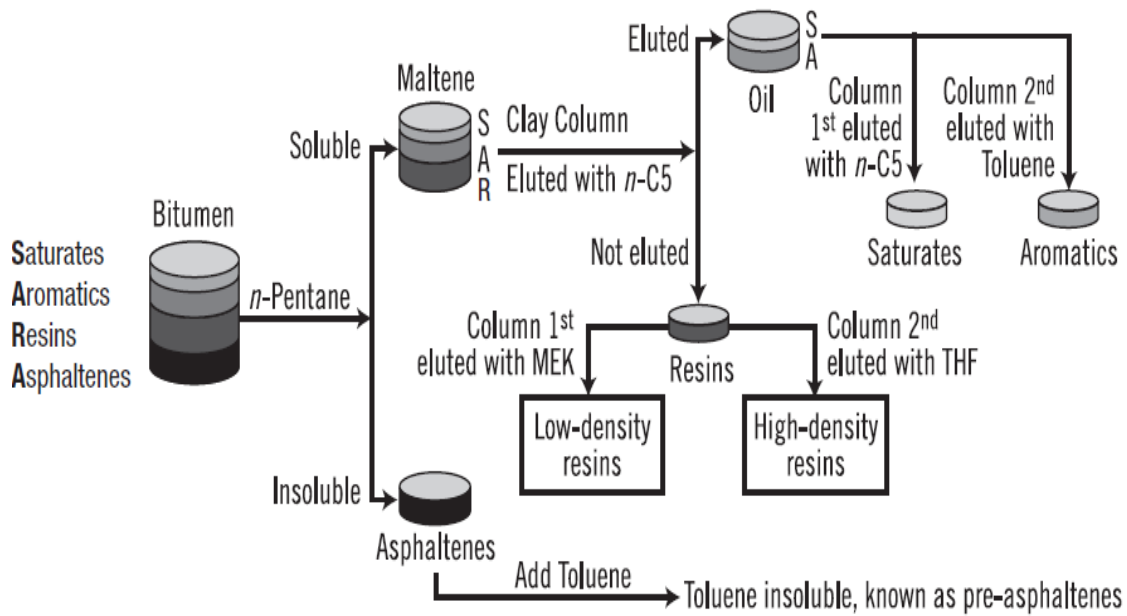 Saturates
Aromatics
Resins
Asphaltenes
Bitumen
n-Pentane
Soluble
Insoluble
Maltene
S
A
R
Clay Column
Eluted with n-C5
Eluted
Not eluted
S
A
Oil
Column
1st eluted
with n-C5
Column 2nd
eluted with
Toluene
Saturates
Aromatics
Column 1st
eluted with MEK
Resins
Column 2nd
eluted with THF
Low-density
resins
High-density
resins
Asphaltenes
Add Toluene
Toluene insoluble, known as pre-asphaltenes